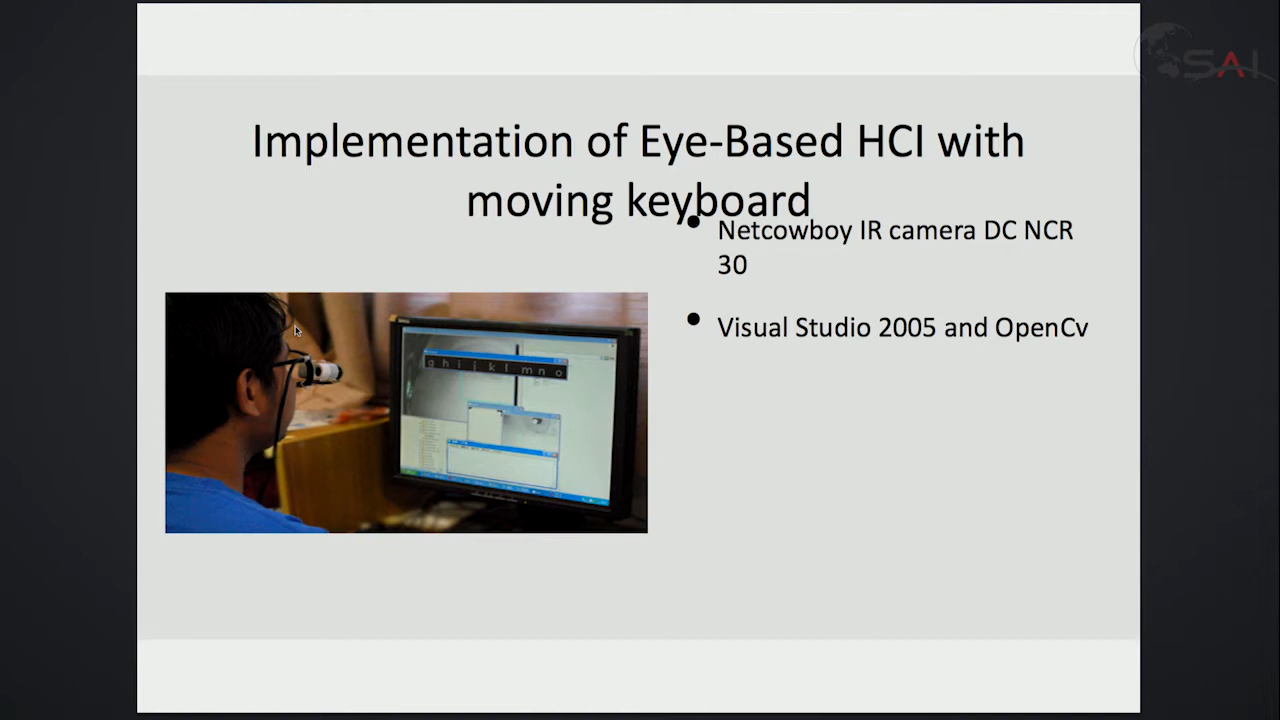 SAI
Implementation of Eye-Based HCI with
moving keyboard
Netcowboy IR camera DC NCR
30
Visual Studio 2005 and OpenCv
g h i j k l m n o